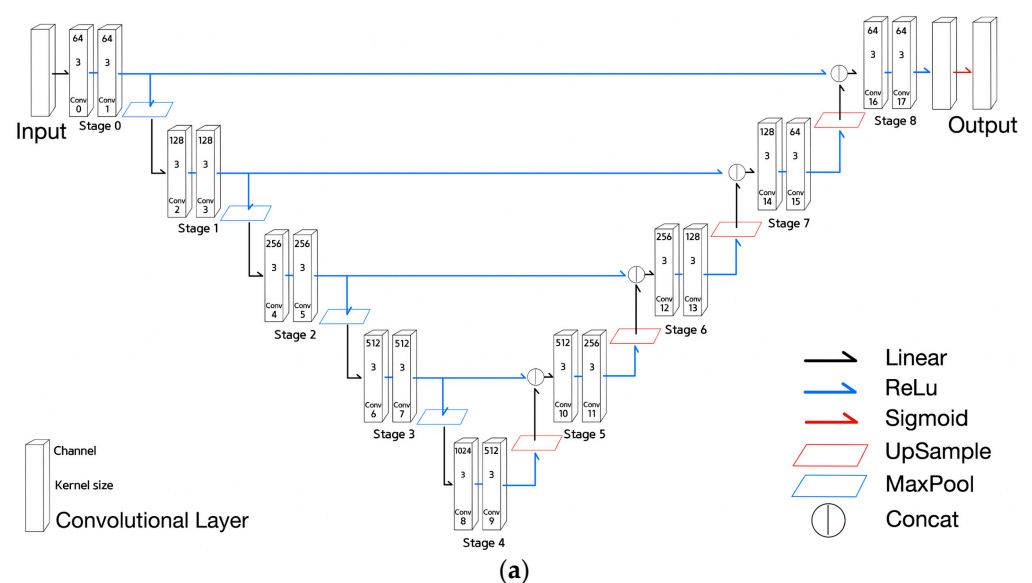 64 64
3 3
Conv Conv
0 1
Input
Stage 0
128 128
3 3
Conv Conv
2 3
Stage 1
256 256
3 3
Conv Conv
4 5
Stage 2
512 512
3 3
Conv Conv
6 7
Stage 3
1024 512
3 3
Conv Conv
8 9
Stage 4
512 256
3 3
Conv Conv
10 11
Stage 5
256 128
3 3
Conv Conv
12 13
Stage 6
128 64
3 3
Conv Conv
14 15
Stage 7
64 64
3 3
Conv Conv
16 17
Stage 8
Output
Channel
Kernel size
Convolutional Layer
Linear
ReLu
Sigmoid
UpSample
MaxPool
Concat
(a)